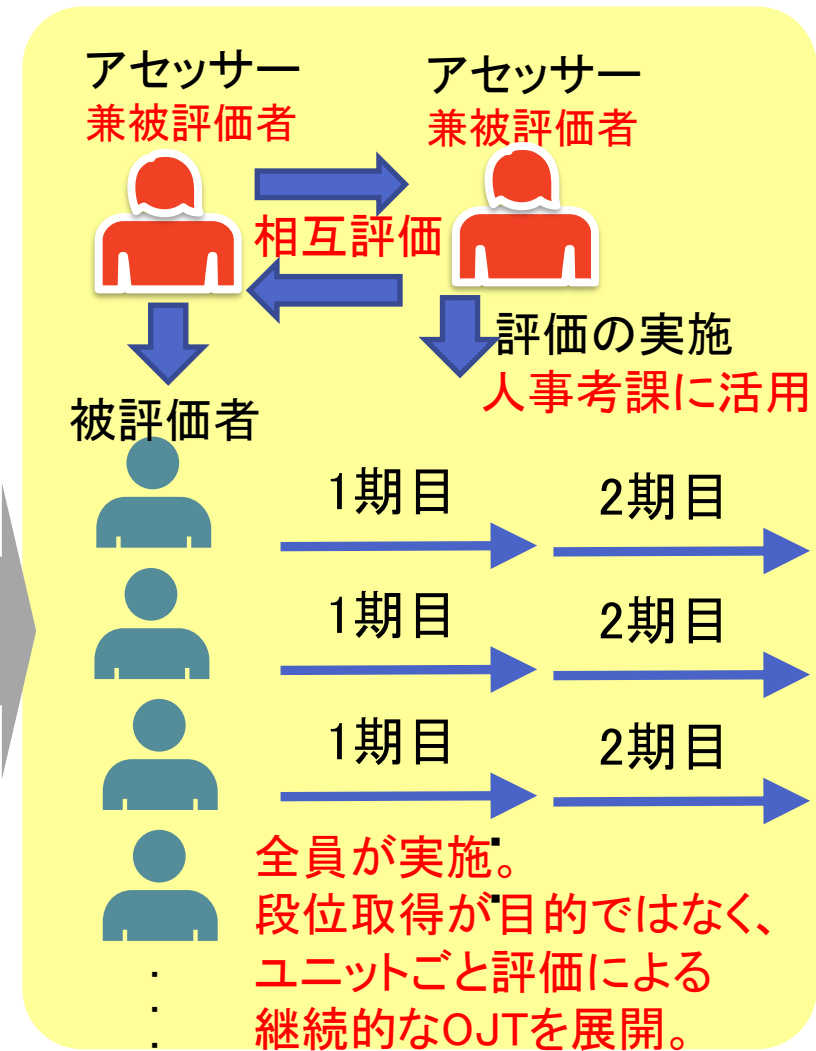 アセッサー
兼被評価者
アセッサー
兼被評価者
相互評価
評価の実施
人事考課に活用
被評価者
1期目
2期目
1期目
2期目
1期目
2期目
全員が実施。
段位取得が目的ではなく、
ユニットごと評価による
継続的なOJTを展開。